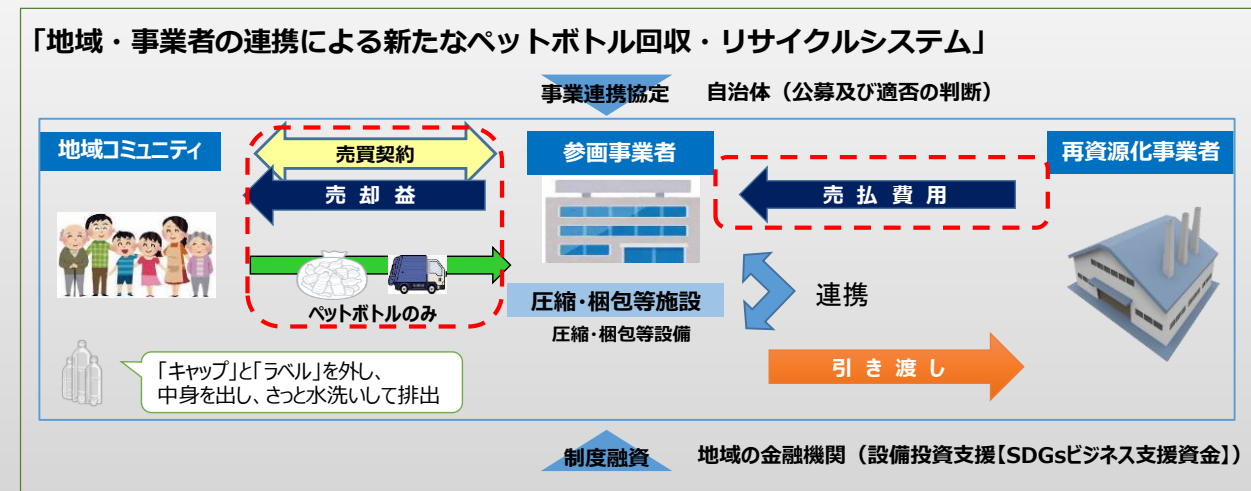 「地域・事業者の連携による新たなペットボトル回収・リサイクルシステム」
事業連携協定 自治体（公募及び適否の判断）
地域コミュニティ
売買契約
売却益
ペットボトルのみ
参画事業者
圧縮・梱包等施設
圧縮・梱包等設備
売払費用
再資源化事業者
連携
引き渡し
「キャップ」と「ラベル」を外し、
中身を出し、さっと水洗いして排出
制度融資 地域の金融機関（設備投資支援【SDGsビジネス支援資金】）